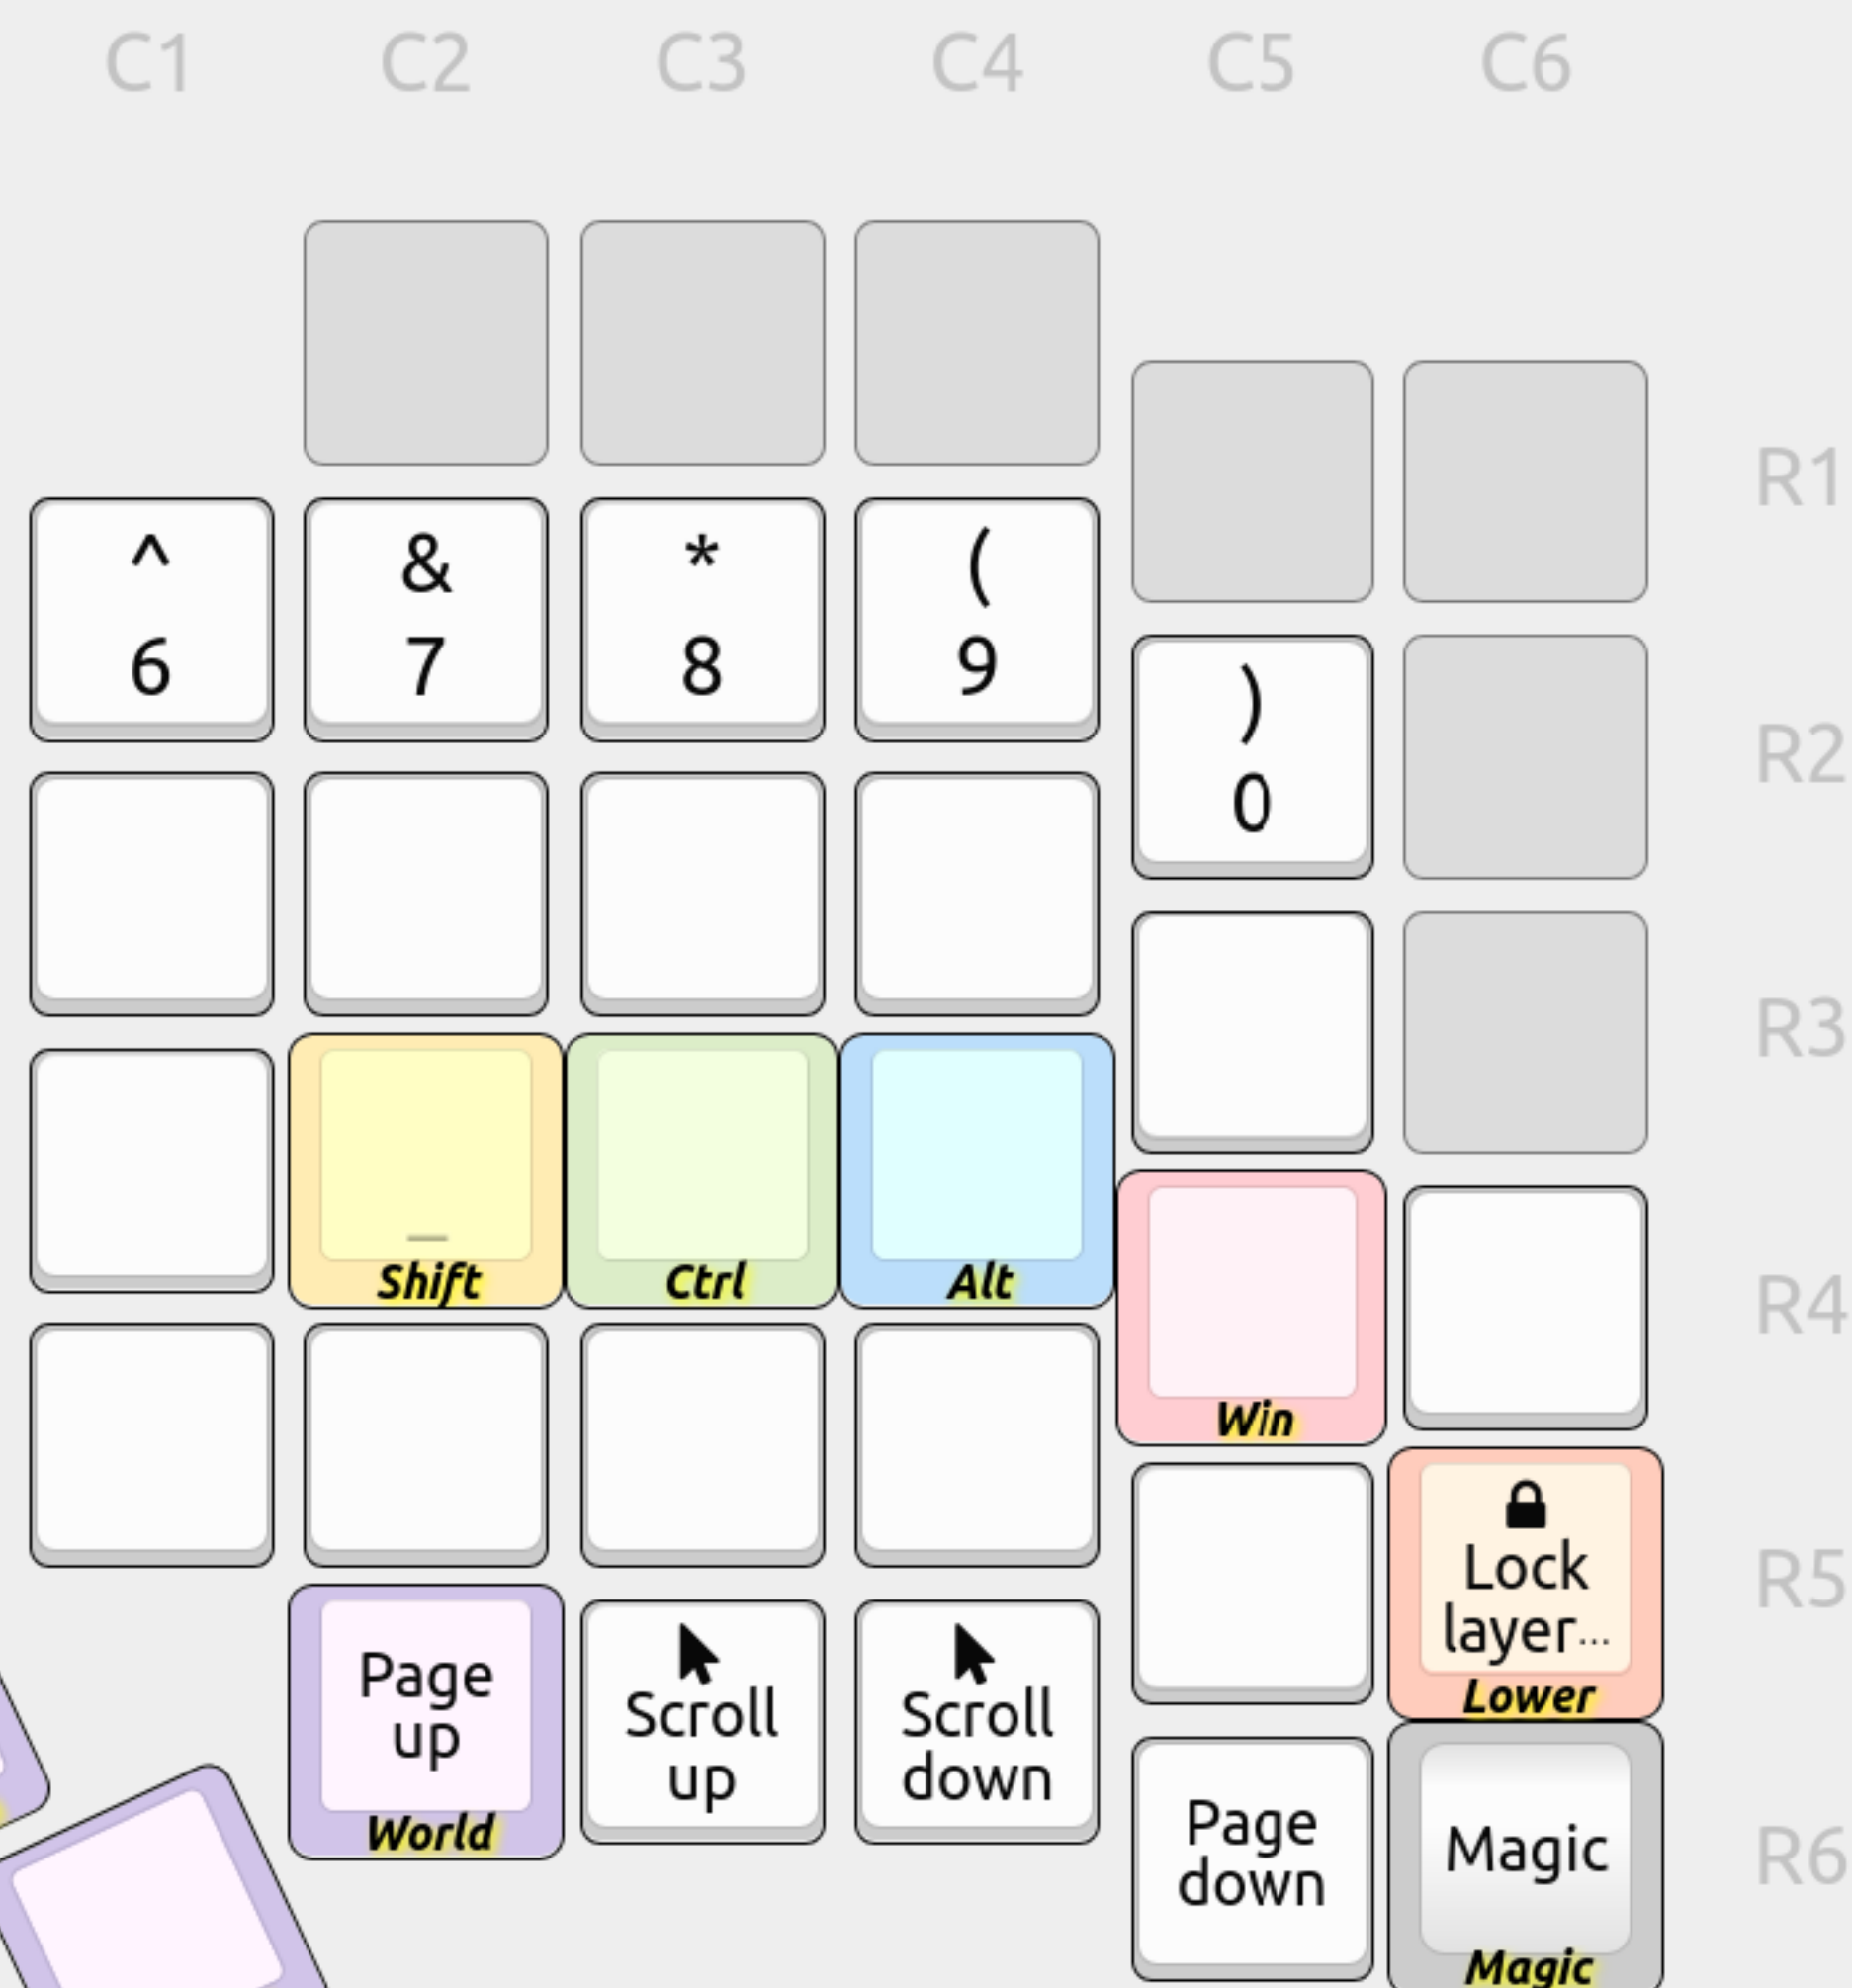 C1 C2 C3 C4 C5 C6
R1
^ & * (
6 7 8 9
)
0
R2
R3
_
Shift Ctrl Alt
Win
R4
Lock
layer...
Lower
R5
Page
up
World
Scroll
up
Scroll
down
Page
down
Magic
Magic
R6